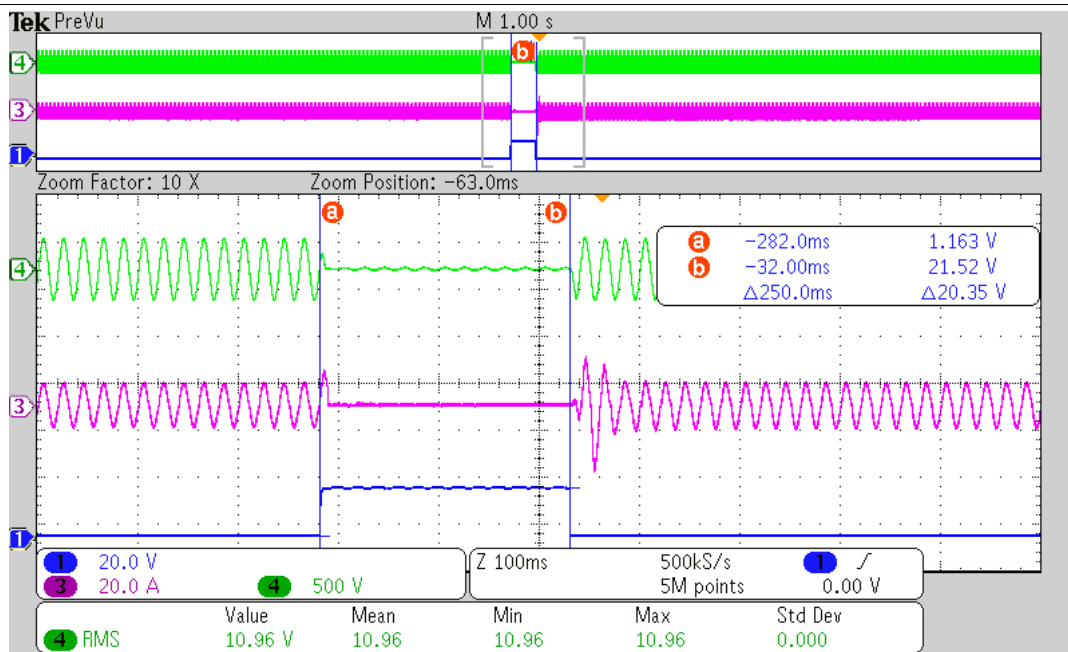 Tek PreVu M 1.00 s
b
4
3
1
Zoom Factor: 10 X Zoom Position: -63.0ms
a b
a -282.0ms 1.163 V
b -32.00ms 21.52 V
△250.0ms △20.35 V
4
3
1
1 20.0 V Z 100ms 500kS/s 1
3 20.0 A 4 500 V 5M points 0.00 V
Value Mean Min Max Std Dev
4 RMS 10.96 V 10.96 10.96 10.96 0.000